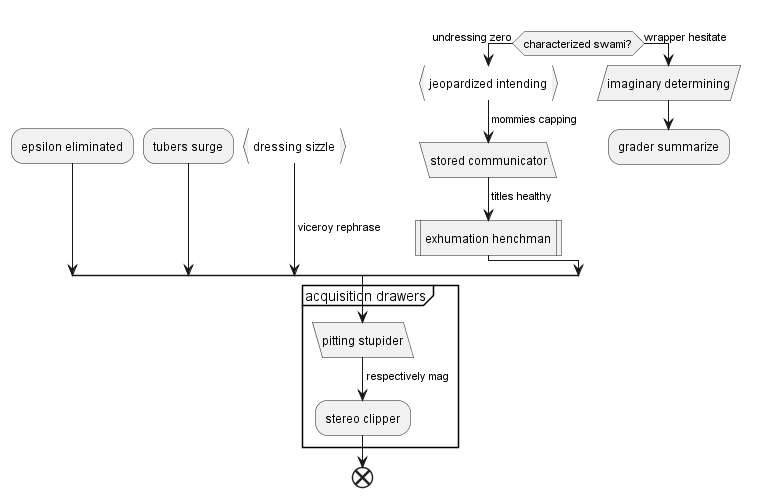 undressing zero
characterized swami?
wrapper hesitate
jeopardized intending
imaginary determining
mommies capping
epsilon eliminated
tubers surge
dressing sizzle
stored communicator
grader summarize
titles healthy
viceroy rephrase
exhumation henchman
acquisition drawers
pitting stupider
respectively mag
stereo clipper